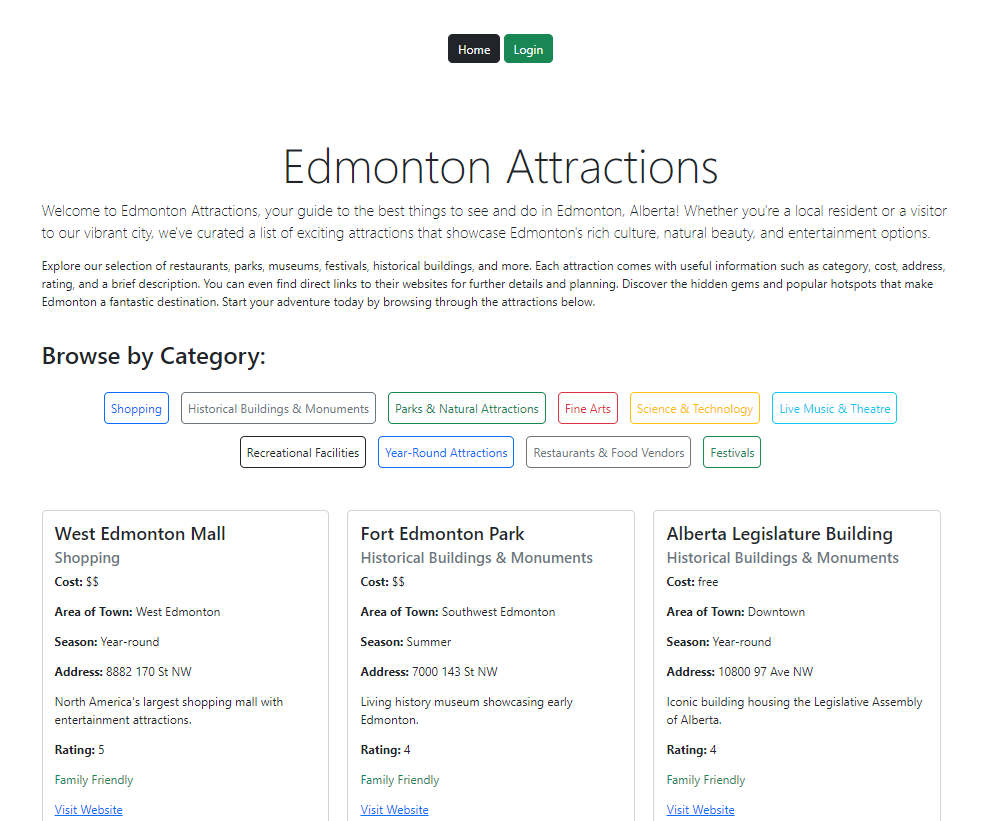 Home Login
Edmonton Attractions
Welcome to Edmonton Attractions, your guide to the best things to see and do in Edmonton, Alberta! Whether you're a local resident or a visitor
to our vibrant city, we've curated a list of exciting attractions that showcase Edmonton's rich culture, natural beauty, and entertainment options.
Explore our selection of restaurants, parks, museums, festivals, historical buildings, and more. Each attraction comes with useful information such as category, cost, address,
rating, and a brief description. You can even find direct links to their websites for further details and planning. Discover the hidden gems and popular hotspots that make
Edmonton a fantastic destination. Start your adventure today by browsing through the attractions below.
Browse by Category:
Shopping Historical Buildings & Monuments Parks & Natural Attractions Fine Arts Science & Technology Live Music & Theatre
Recreational Facilities Year-Round Attractions Restaurants & Food Vendors Festivals
West Edmonton Mall
Shopping
Cost: $$
Area of Town: West Edmonton
Season: Year-round
Address: 8882 170 St NW
North America's largest shopping mall with
entertainment attractions.
Rating: 5
Family Friendly
Visit Website
Fort Edmonton Park
Historical Buildings & Monuments
Cost: $$
Area of Town: Southwest Edmonton
Season: Summer
Address: 7000 143 St NW
Living history museum showcasing early
Edmonton.
Rating: 4
Family Friendly
Visit Website
Alberta Legislature Building
Historical Buildings & Monuments
Cost: free
Area of Town: Downtown
Season: Year-round
Address: 10800 97 Ave NW
Iconic building housing the Legislative Assembly
of Alberta.
Rating: 4
Family Friendly
Visit Website